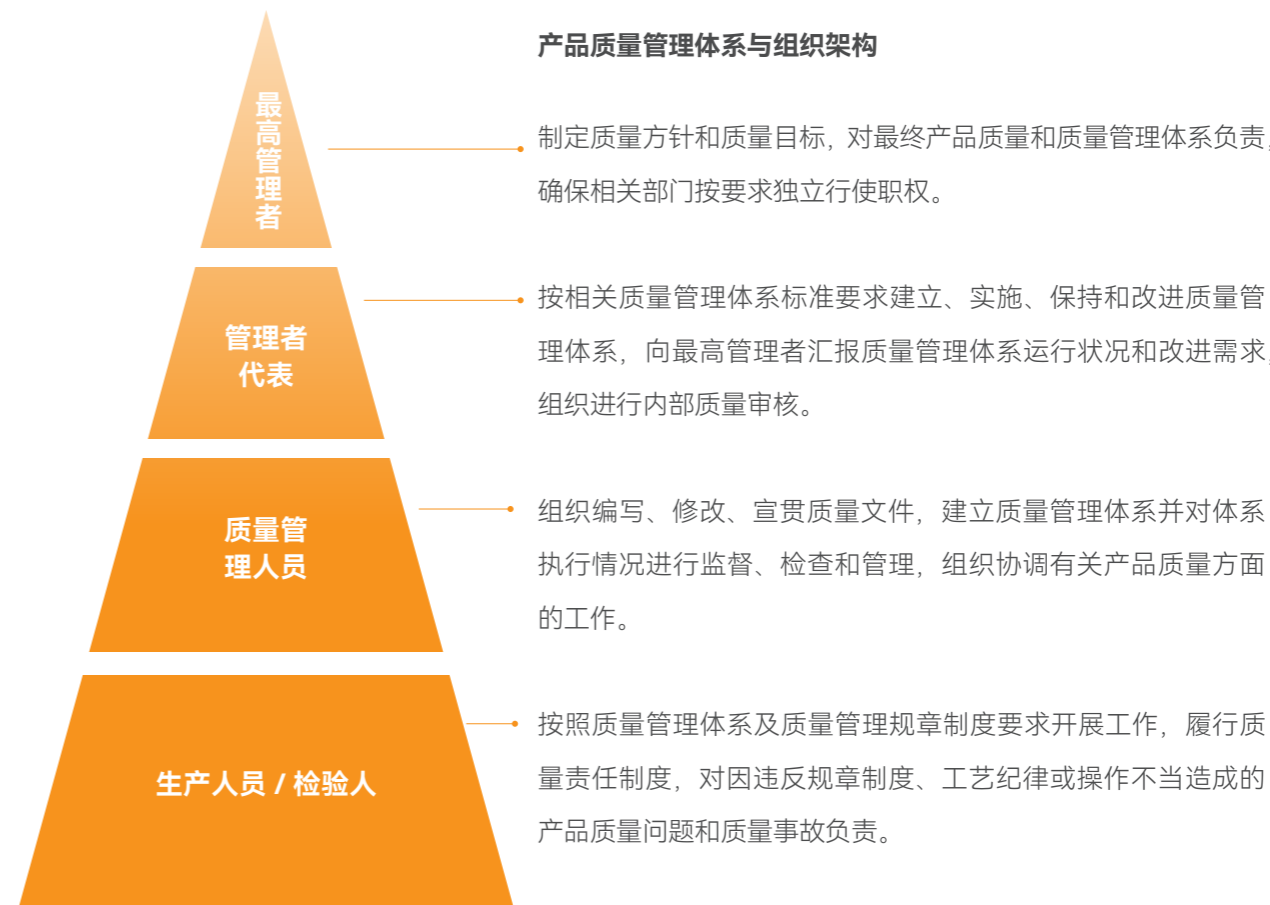 产品质量管理体系与组织架构
最高管理者
制定质量方针和质量目标，对最终产品质量和质量管理体系负责，
确保相关部门按要求独立行使职权。
管理者
代表
按相关质量管理体系标准要求建立、实施、保持和改进质量管
理体系，向最高管理者汇报质量管理体系运行状况和改进需求，
组织进行内部质量审核。
质量管
理人员
组织编写、修改、宣贯质量文件，建立质量管理体系并对体系
执行情况进行监督、检查和管理，组织协调有关产品质量方面
的工作。
生产人员 / 检验人
按照质量管理体系及质量管理规章制度要求开展工作，履行质
量责任制度，对因违反规章制度、工艺纪律或操作不当造成的
产品质量问题和质量事故负责。